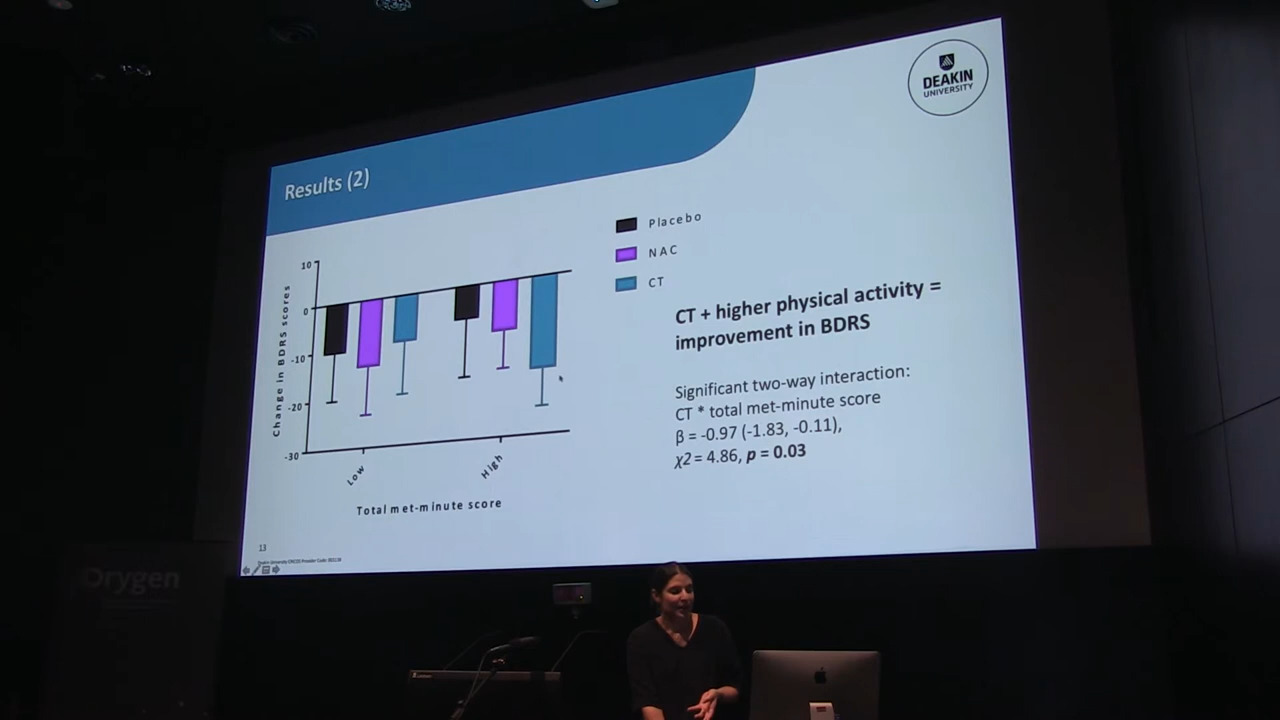 DEAKIN
UNIVERSITY
Results (2)
Placebo
NAC
CT
10
0
-10
-20
-30
Change in BDRS scores
Low
High
Total met-minute score
CT + higher physical activity =
improvement in BDRS
Significant two-way interaction:
CT * total met-minute score
β = -0.97 (-1.83, -0.11),
χ2 = 4.86, p = 0.03
13
Orygen